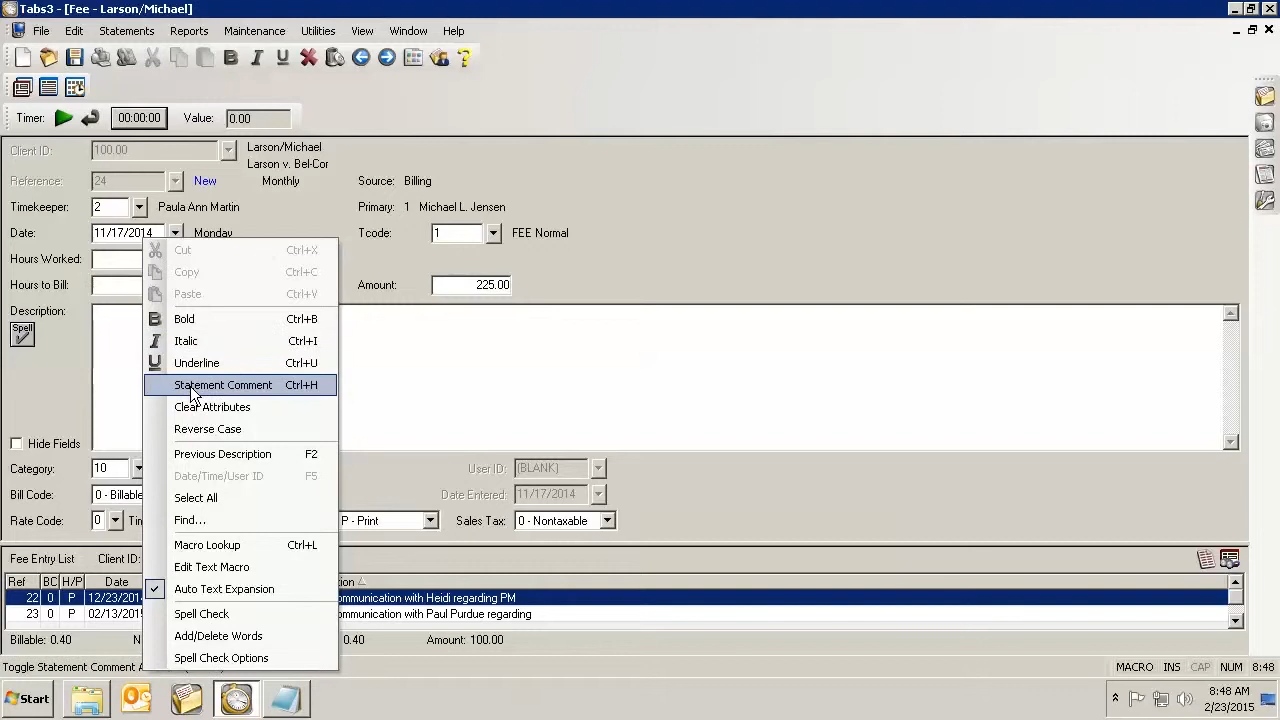 Tabs3 - [Fee - Larson/Michael]
File Edit Statements Reports Maintenance Utilities View Window Help
Timer: 00:00:00 Value: 0.00
Client ID: 100.00 Larson/Michael
Larson v. Bel-Cor
Reference: 24 New Monthly Source: Billing
Timekeeper: 2 Paula Ann Martin Primary: 1 Michael L. Jensen
Date: 11/17/2014 Monday Tcode: 1 FEE Normal
Hours Worked:
Hours to Bill: Amount: 225.00
Description:
Spell
Hide Fields
Category: 10 User ID: (BLANK)
Bill Code: 0 - Billable Date Entered: 11/17/2014
Rate Code: 0 P - Print Sales Tax: 0 - Nontaxable
Cut Ctrl+X
Copy Ctrl+C
Paste Ctrl+V
Bold Ctrl+B
Italic Ctrl+I
Underline Ctrl+U
Statement Comment Ctrl+H
Clear Attributes
Reverse Case
Previous Description F2
Date/Time/User ID F5
Select All
Find...
Macro Lookup Ctrl+L
Edit Text Macro
Auto Text Expansion
Spell Check
Add/Delete Words
Spell Check Options
Fee Entry List Client ID:
Ref BC H/P Date
22 0 P 12/23/201 ommunication with Heidi regarding PM
23 0 P 02/13/201 ommunication with Paul Purdue regarding
Billable: 0.40 0.40 Amount: 100.00
Toggle Statement Comment MACRO INS CAP NUM 8:48
Start 8:48 AM
2/23/2015